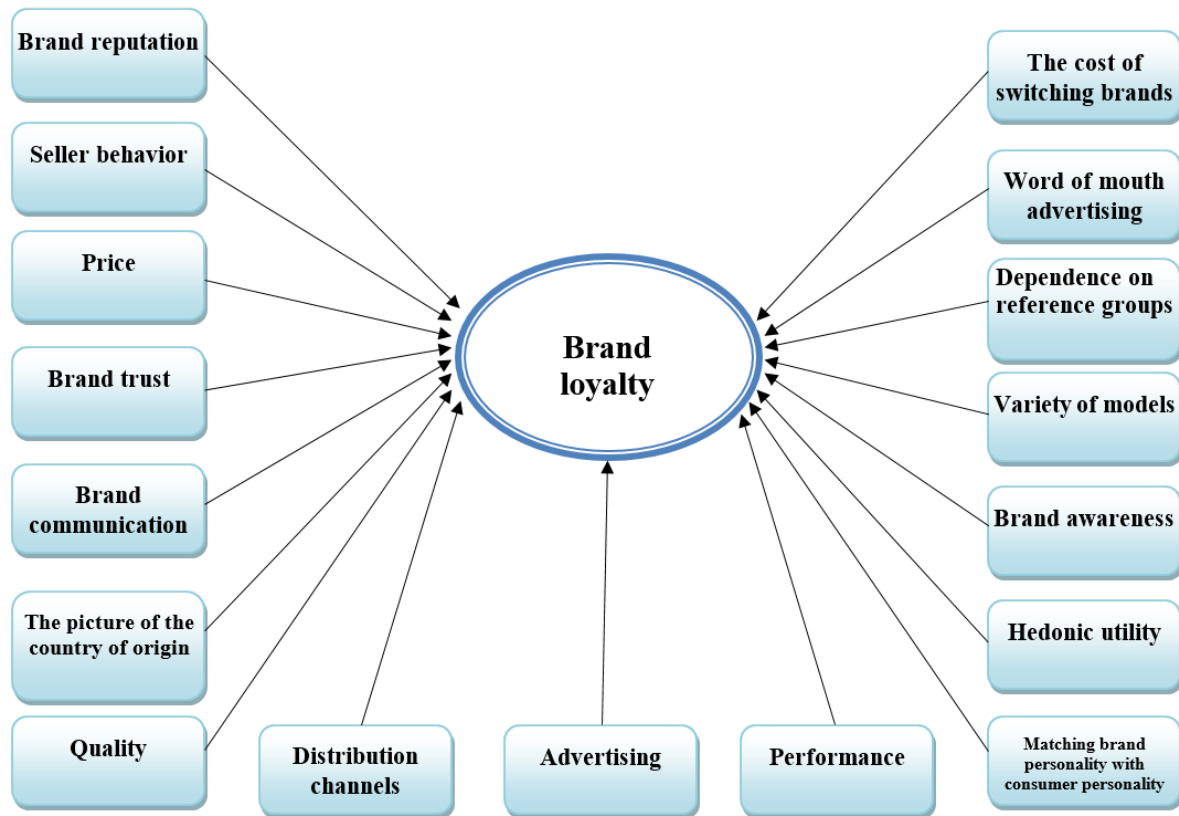 Brand reputation
Seller behavior
Price
Brand trust
Brand
communication
The picture of the
country of origin
Quality
Distribution
channels
Advertising
Performance
Brand
loyalty
The cost of
switching brands
Word of mouth
advertising
Dependence on
reference groups
Variety of models
Brand awareness
Hedonic utility
Matching brand
personality with
consumer personality